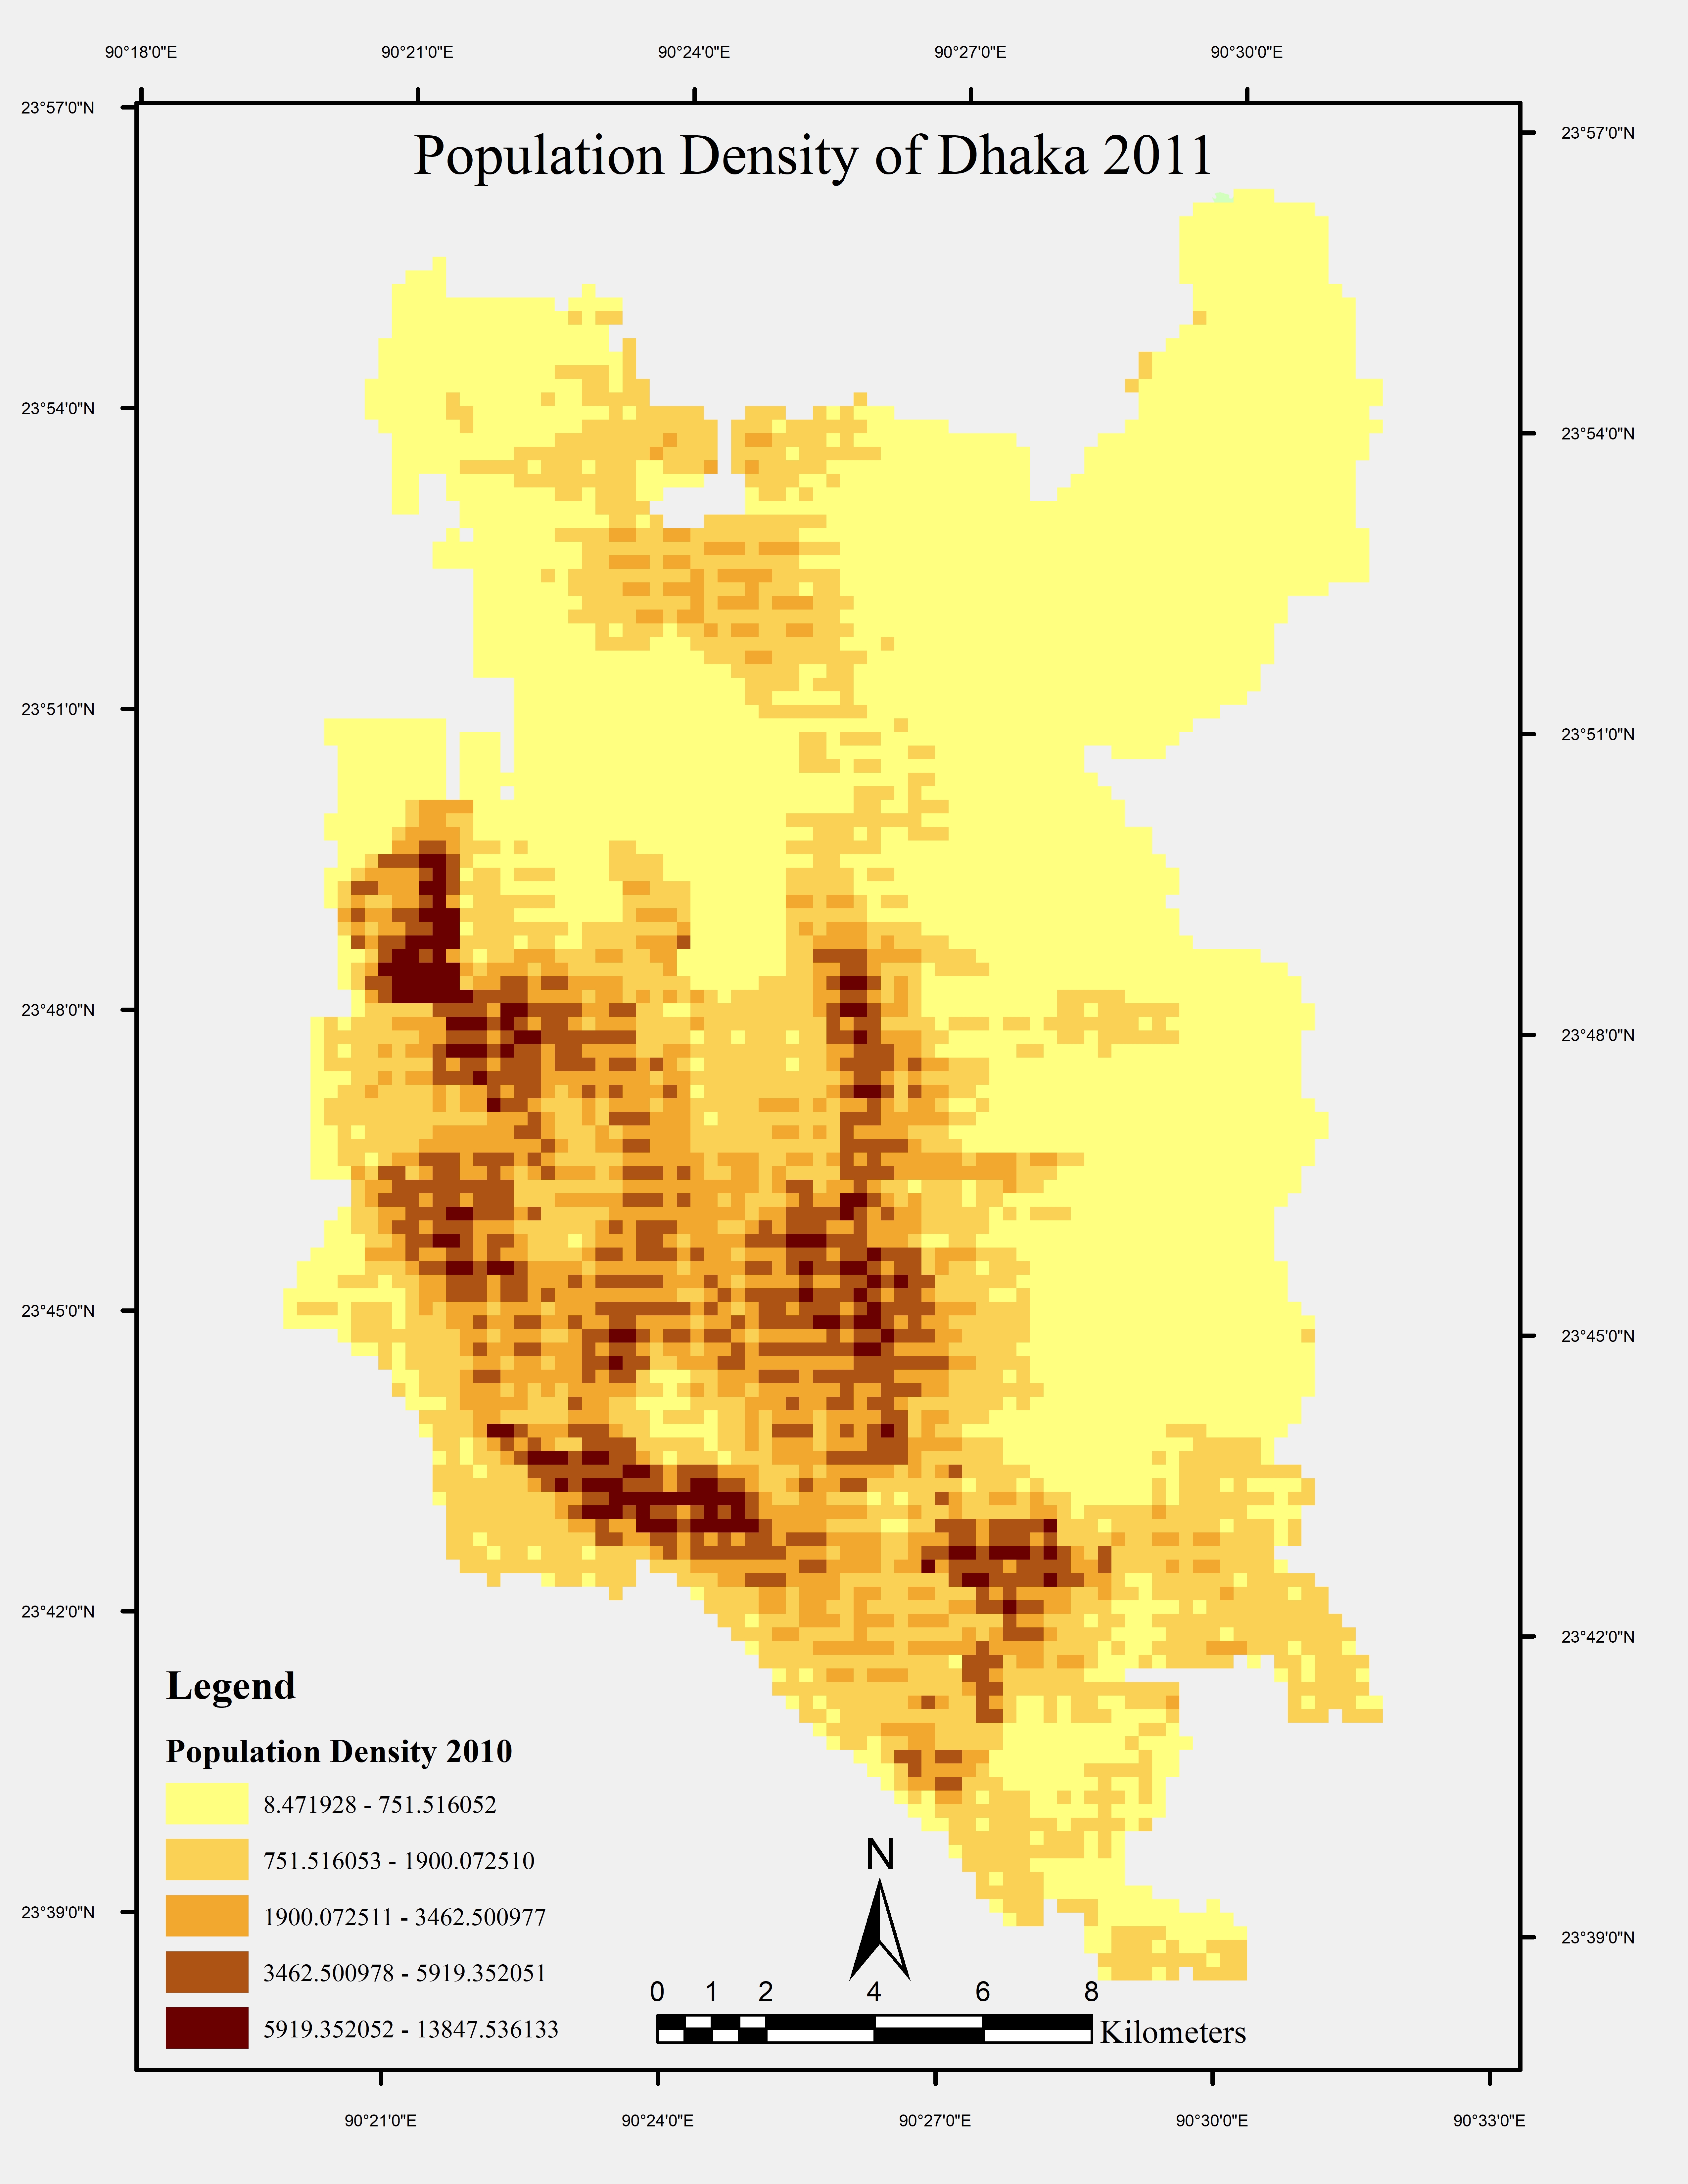 90°18'0"E 90°21'0"E 90°24'0"E 90°27'0"E 90°30'0"E
23°57'0"N
23°57'0"N
Population Density of Dhaka 2011
23°54'0"N
23°54'0"N
23°51'0"N
23°51'0"N
23°48'0"N
23°48'0"N
23°45'0"N
23°45'0"N
23°42'0"N
23°42'0"N
Legend
Population Density 2010
8.471928 - 751.516052
751.516053 - 1900.072510
1900.072511 - 3462.500977
3462.500978 - 5919.352051
5919.352052 - 13847.536133
N
23°39'0"N
23°39'0"N
0 1 2 4 6 8
Kilometers
90°21'0"E 90°24'0"E 90°27'0"E 90°30'0"E 90°33'0"E